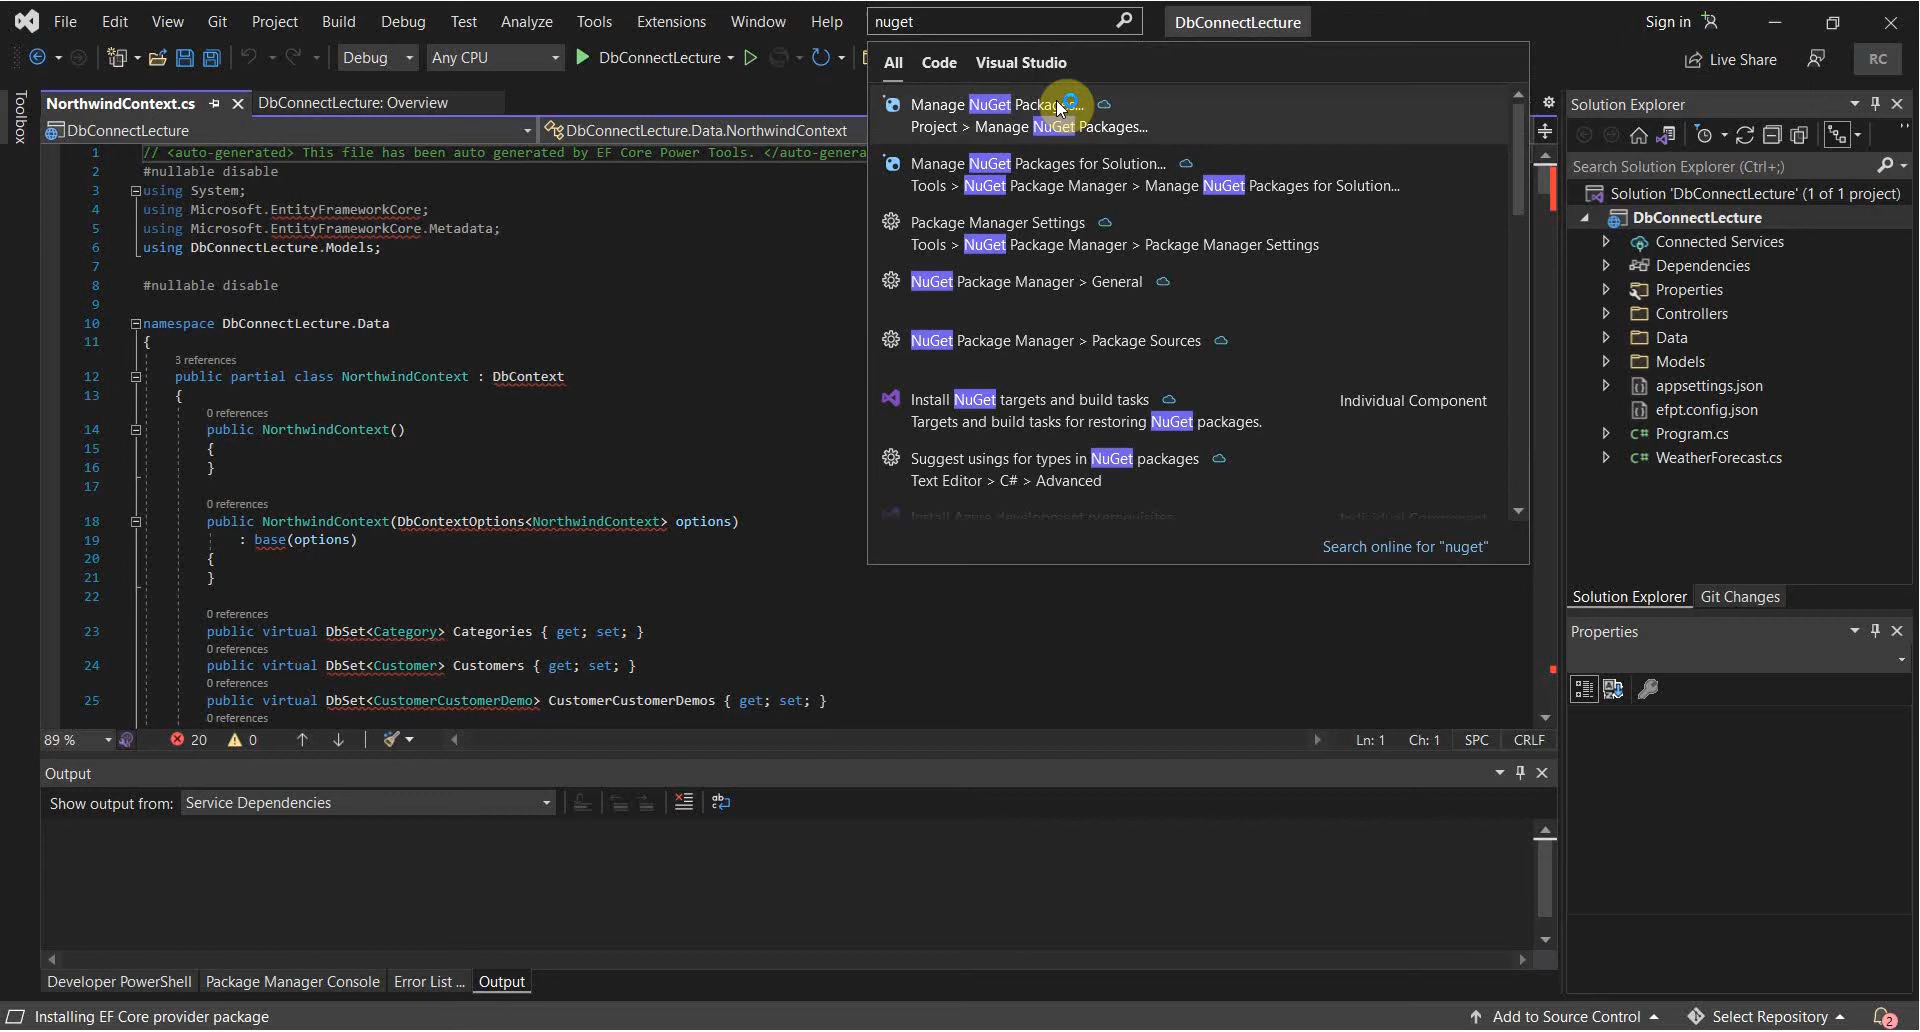 File Edit View Git Project Build Debug Test Analyze Tools Extensions Window Help nuget DbConnectLecture Sign in
Debug Any CPU DbConnectLecture Live Share RC
Toolbox
NorthwindContext.cs DbConnectLecture: Overview
DbConnectLecture DbConnectLecture.Data.NorthwindContext
1 // <auto-generated> This file has been auto generated by EF Core Power Tools. </auto-genera
2 #nullable disable
3 using System;
4 using Microsoft.EntityFrameworkCore;
5 using Microsoft.EntityFrameworkCore.Metadata;
6 using DbConnectLecture.Models;
7
8 #nullable disable
9
10 namespace DbConnectLecture.Data
11 {
3 references
12 public partial class NorthwindContext : DbContext
13 {
0 references
14 public NorthwindContext()
15 {
16 }
17
0 references
18 public NorthwindContext(DbContextOptions<NorthwindContext> options)
19 : base(options)
20 {
21 }
22
0 references
23 public virtual DbSet<Category> Categories { get; set; }
0 references
24 public virtual DbSet<Customer> Customers { get; set; }
0 references
25 public virtual DbSet<CustomerCustomerDemo> CustomerCustomerDemos { get; set; }
0 references
89 % 20 0 Ln: 1 Ch: 1 SPC CRLF
All Code Visual Studio
Manage NuGet Packages...
Project > Manage NuGet Packages...
Manage NuGet Packages for Solution...
Tools > NuGet Package Manager > Manage NuGet Packages for Solution...
Package Manager Settings
Tools > NuGet Package Manager > Package Manager Settings
NuGet Package Manager > General
NuGet Package Manager > Package Sources
Install NuGet targets and build tasks Individual Component
Targets and build tasks for restoring NuGet packages.
Suggest usings for types in NuGet packages
Text Editor > C# > Advanced
Search online for "nuget"
Solution Explorer
Search Solution Explorer (Ctrl+;)
Solution 'DbConnectLecture' (1 of 1 project)
DbConnectLecture
Connected Services
Dependencies
Properties
Controllers
Data
Models
appsettings.json
efpt.config.json
C# Program.cs
C# WeatherForecast.cs
Solution Explorer Git Changes
Properties
Output
Show output from: Service Dependencies
Developer PowerShell Package Manager Console Error List ... Output
Installing EF Core provider package Add to Source Control Select Repository 2